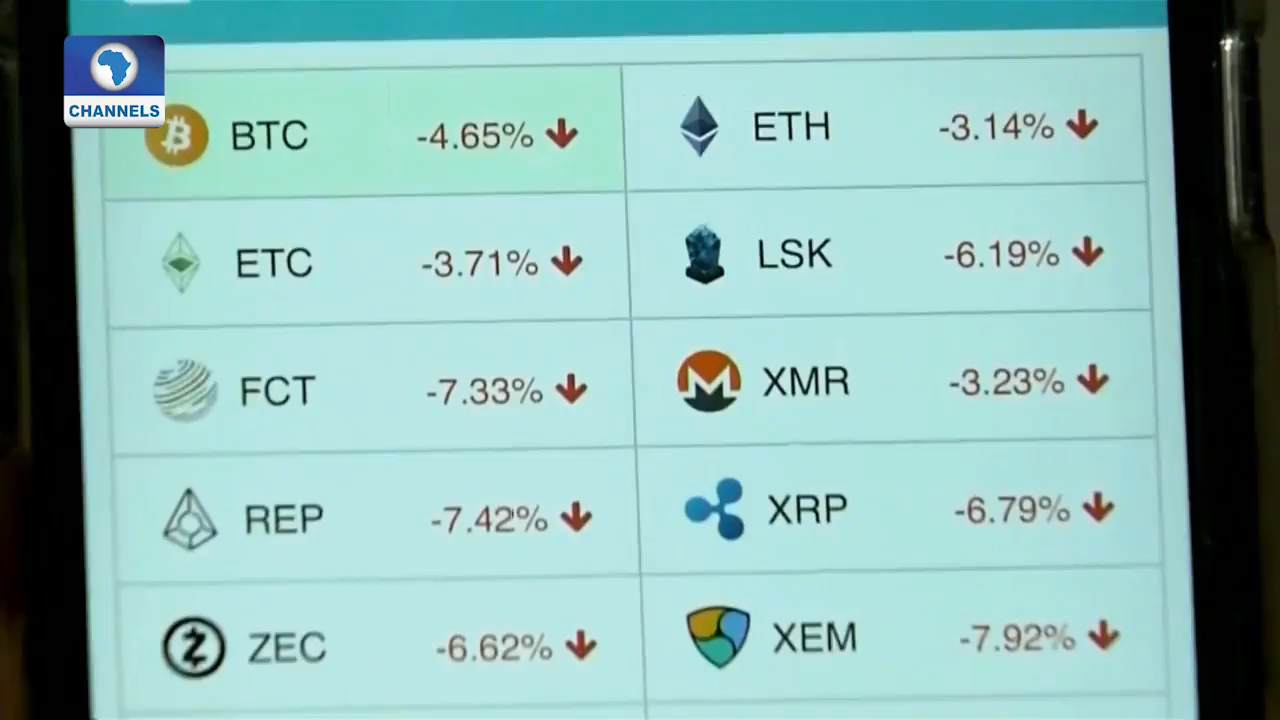 CHANNELS
BTC -4.65% ETH -3.14%
ETC -3.71% LSK -6.19%
FCT -7.33% XMR -3.23%
REP -7.42% XRP -6.79%
ZEC -6.62% XEM -7.92%